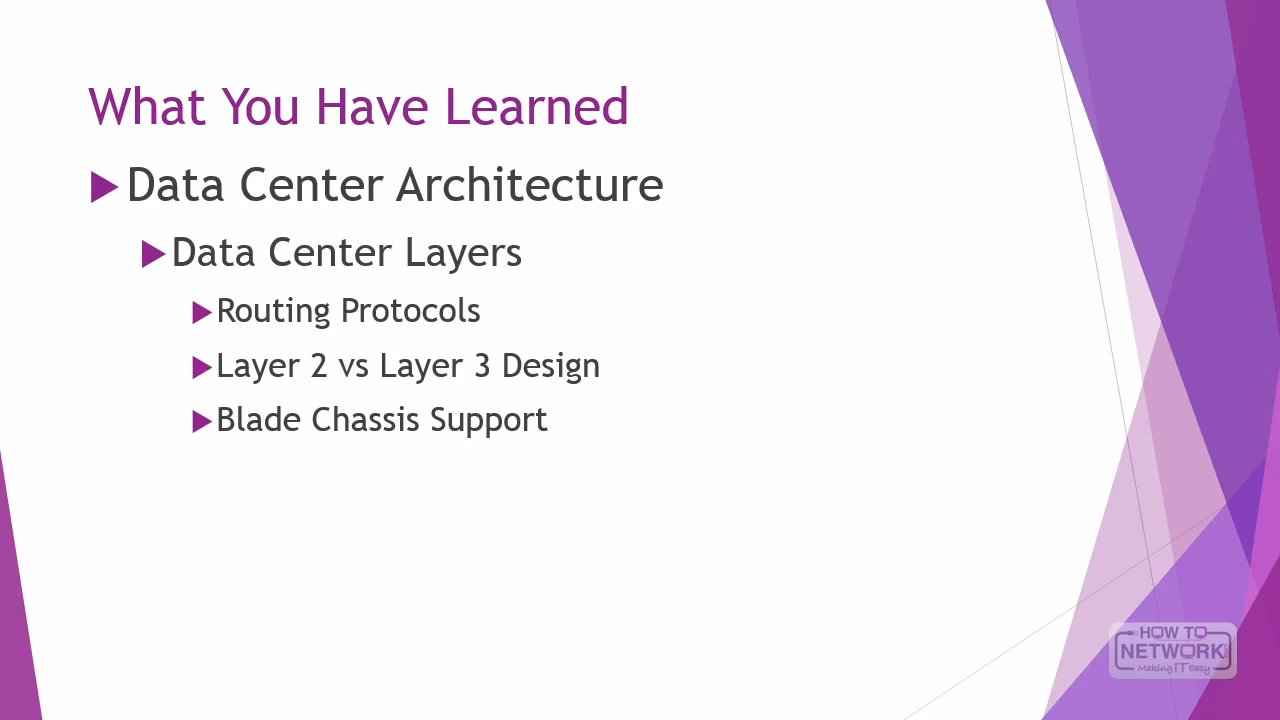 What You Have Learned
Data Center Architecture
Data Center Layers
Routing Protocols
Layer 2 vs Layer 3 Design
Blade Chassis Support
HOW TO
NETWORK
Making IT Easy